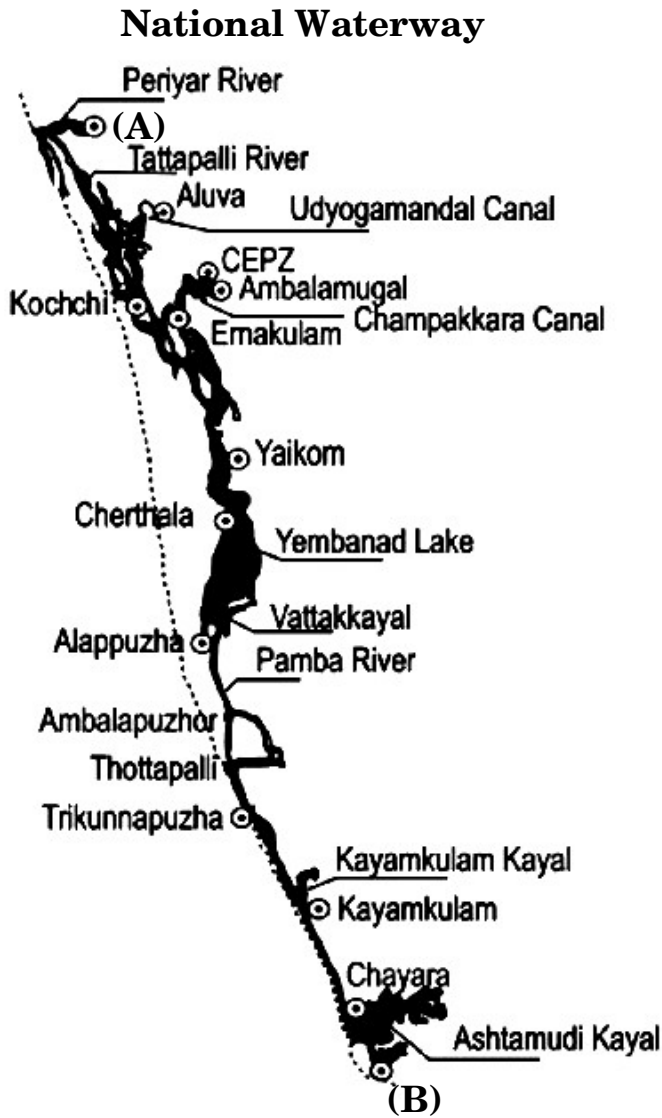 National Waterway
Periyar River
(A)
Tattapalli River
Aluva
Udyogamandal Canal
CEPZ
Ambalamugal
Kochchi
Champakkara Canal
Ernakulam
Yaikom
Cherthala
Yembanad Lake
Vattakkayal
Alappuzha
Pamba River
Ambalapuzhor
Thottapalli
Trikunnapuzha
Kayamkulam Kayal
Kayamkulam
Chayara
Ashtamudi Kayal
(B)